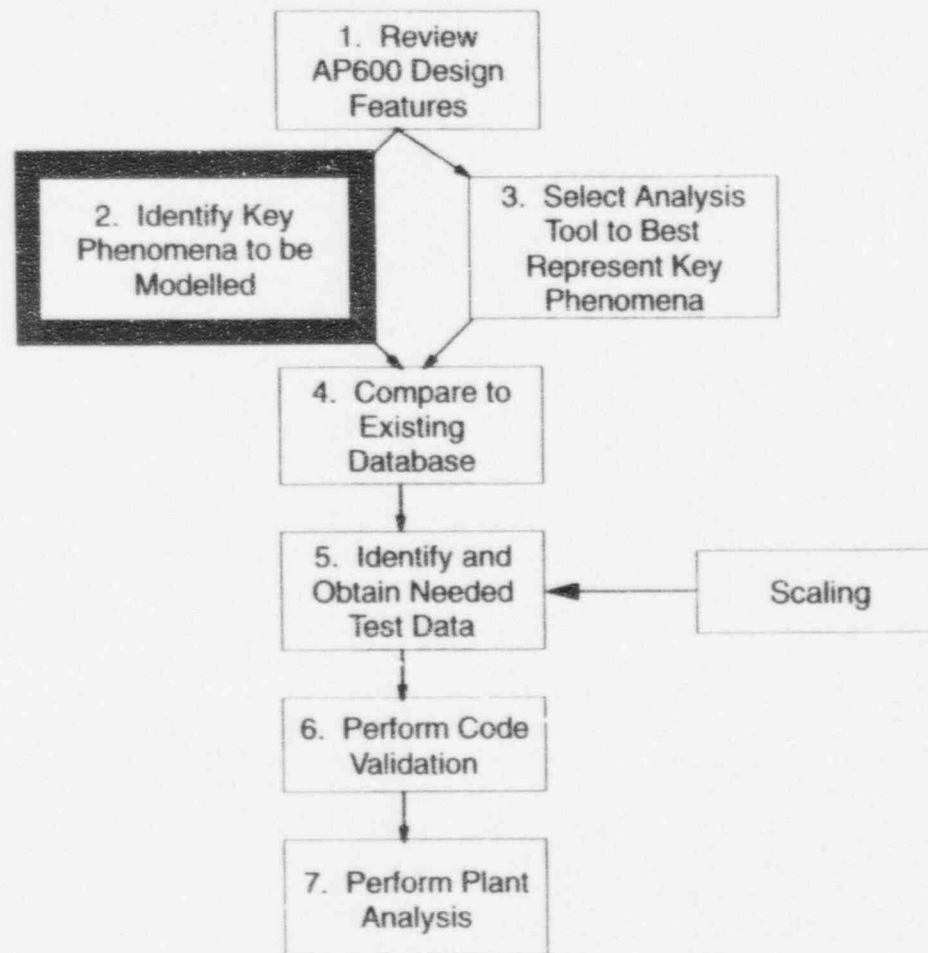 1. Review
AP600 Design
Features
2. Identify Key
Phenomena to be
Modelled
3. Select Analysis
Tool to Best
Represent Key
Phenomena
4. Compare to
Existing
Database
5. Identify and
Obtain Needed
Test Data
Scaling
6. Perform Code
Validation
7. Perform Plant
Analysis